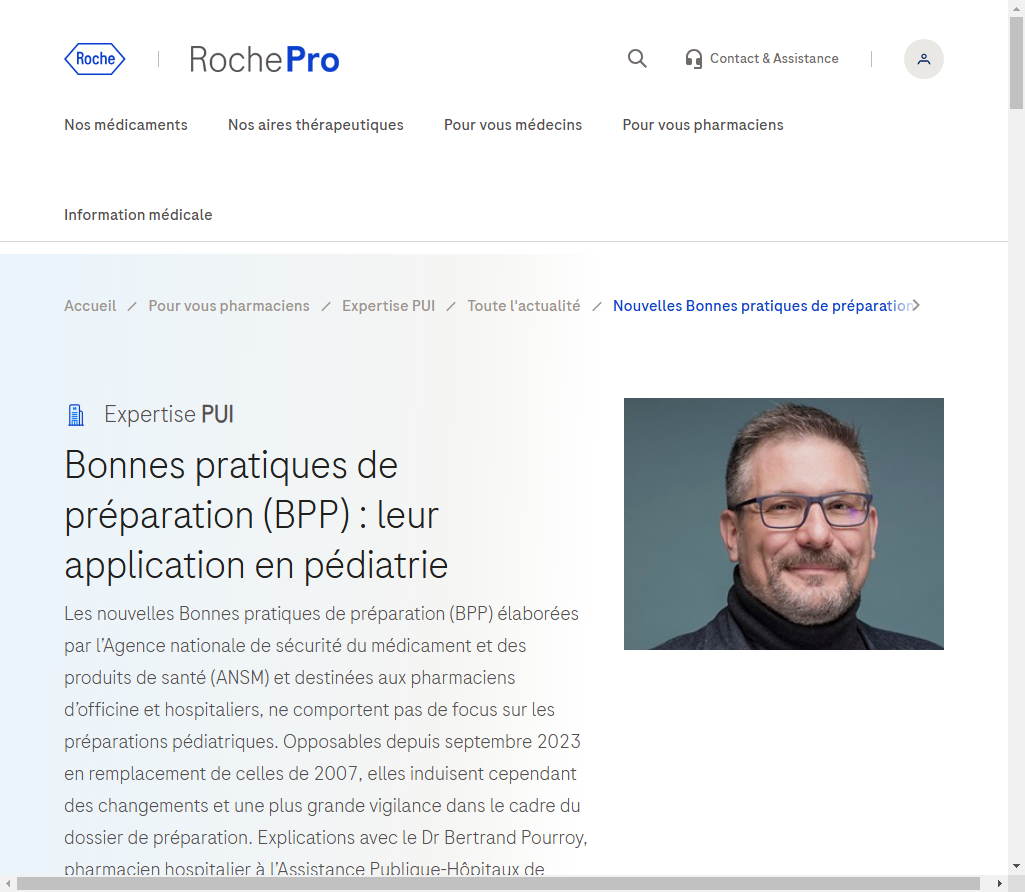 Roche
RochePro
Contact & Assistance
Nos médicaments
Nos aires thérapeutiques
Pour vous médecins
Pour vous pharmaciens
Information médicale
Accueil / Pour vous pharmaciens / Expertise PUI / Toute l'actualité / Nouvelles Bonnes pratiques de préparation
Expertise PUI
Bonnes pratiques de
préparation (BPP) : leur
application en pédiatrie
Les nouvelles Bonnes pratiques de préparation (BPP) élaborées
par l’Agence nationale de sécurité du médicament et des
produits de santé (ANSM) et destinées aux pharmaciens
d’officine et hospitaliers, ne comportent pas de focus sur les
préparations pédiatriques. Opposables depuis septembre 2023
en remplacement de celles de 2007, elles induisent cependant
des changements et une plus grande vigilance dans le cadre du
dossier de préparation. Explications avec le Dr Bertrand Pourroy,
pharmacien hospitalier à l’Assistance Publique-Hôpitaux de